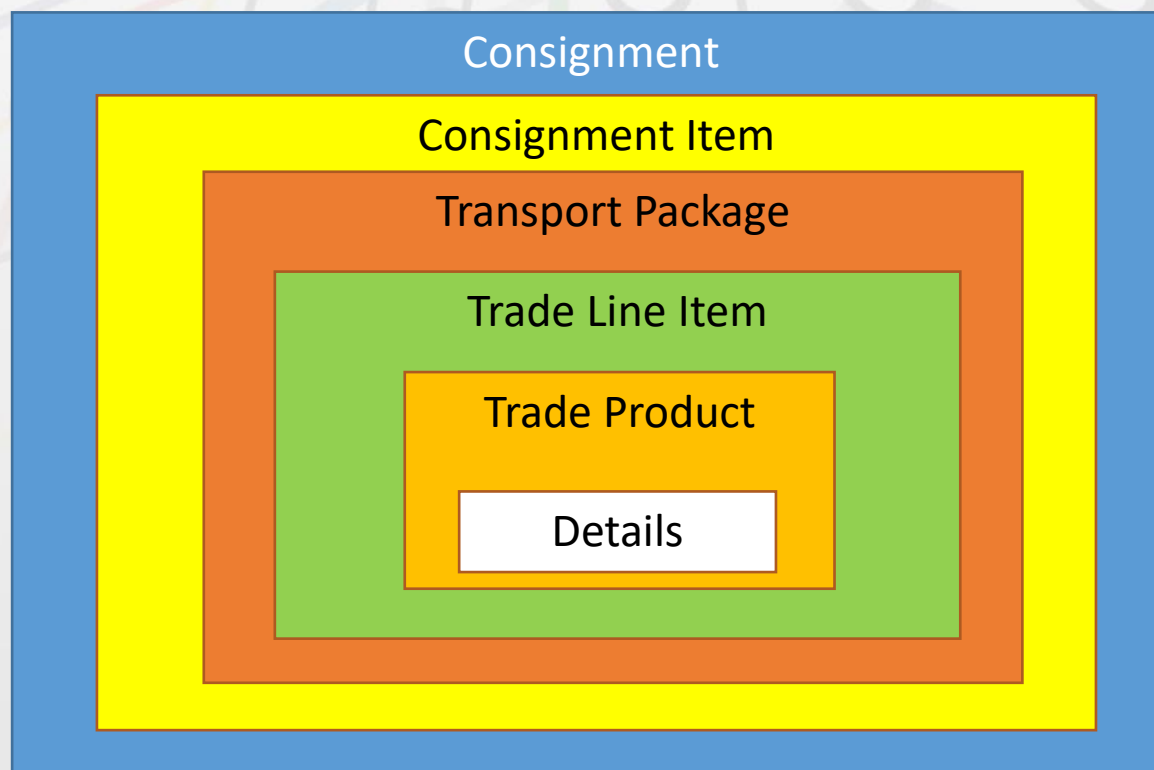 Consignment
Consignment Item
Transport Package
Trade Line Item
Trade Product
Details